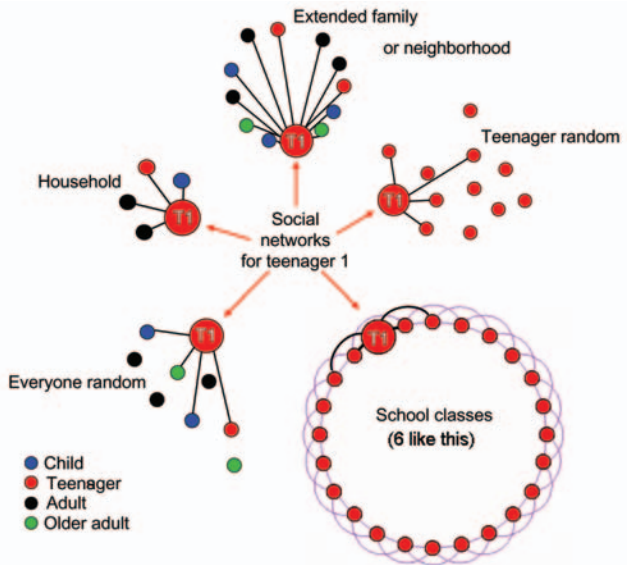 Extended family
or neighborhood
T1
Teenager random
T1
Household
T1
Social
networks
for teenager 1
T1
T1
Everyone random
School classes
(6 like this)
Child
Teenager
Adult
Older adult